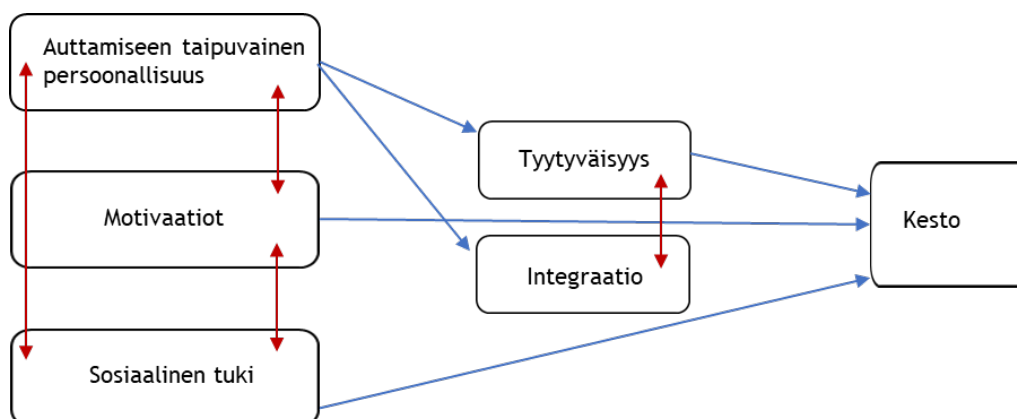 Auttamiseen taipuvainen
persoonallisuus
Tyytyväisyys
Motivaatiot
Kesto
Integraatio
Sosiaalinen tuki